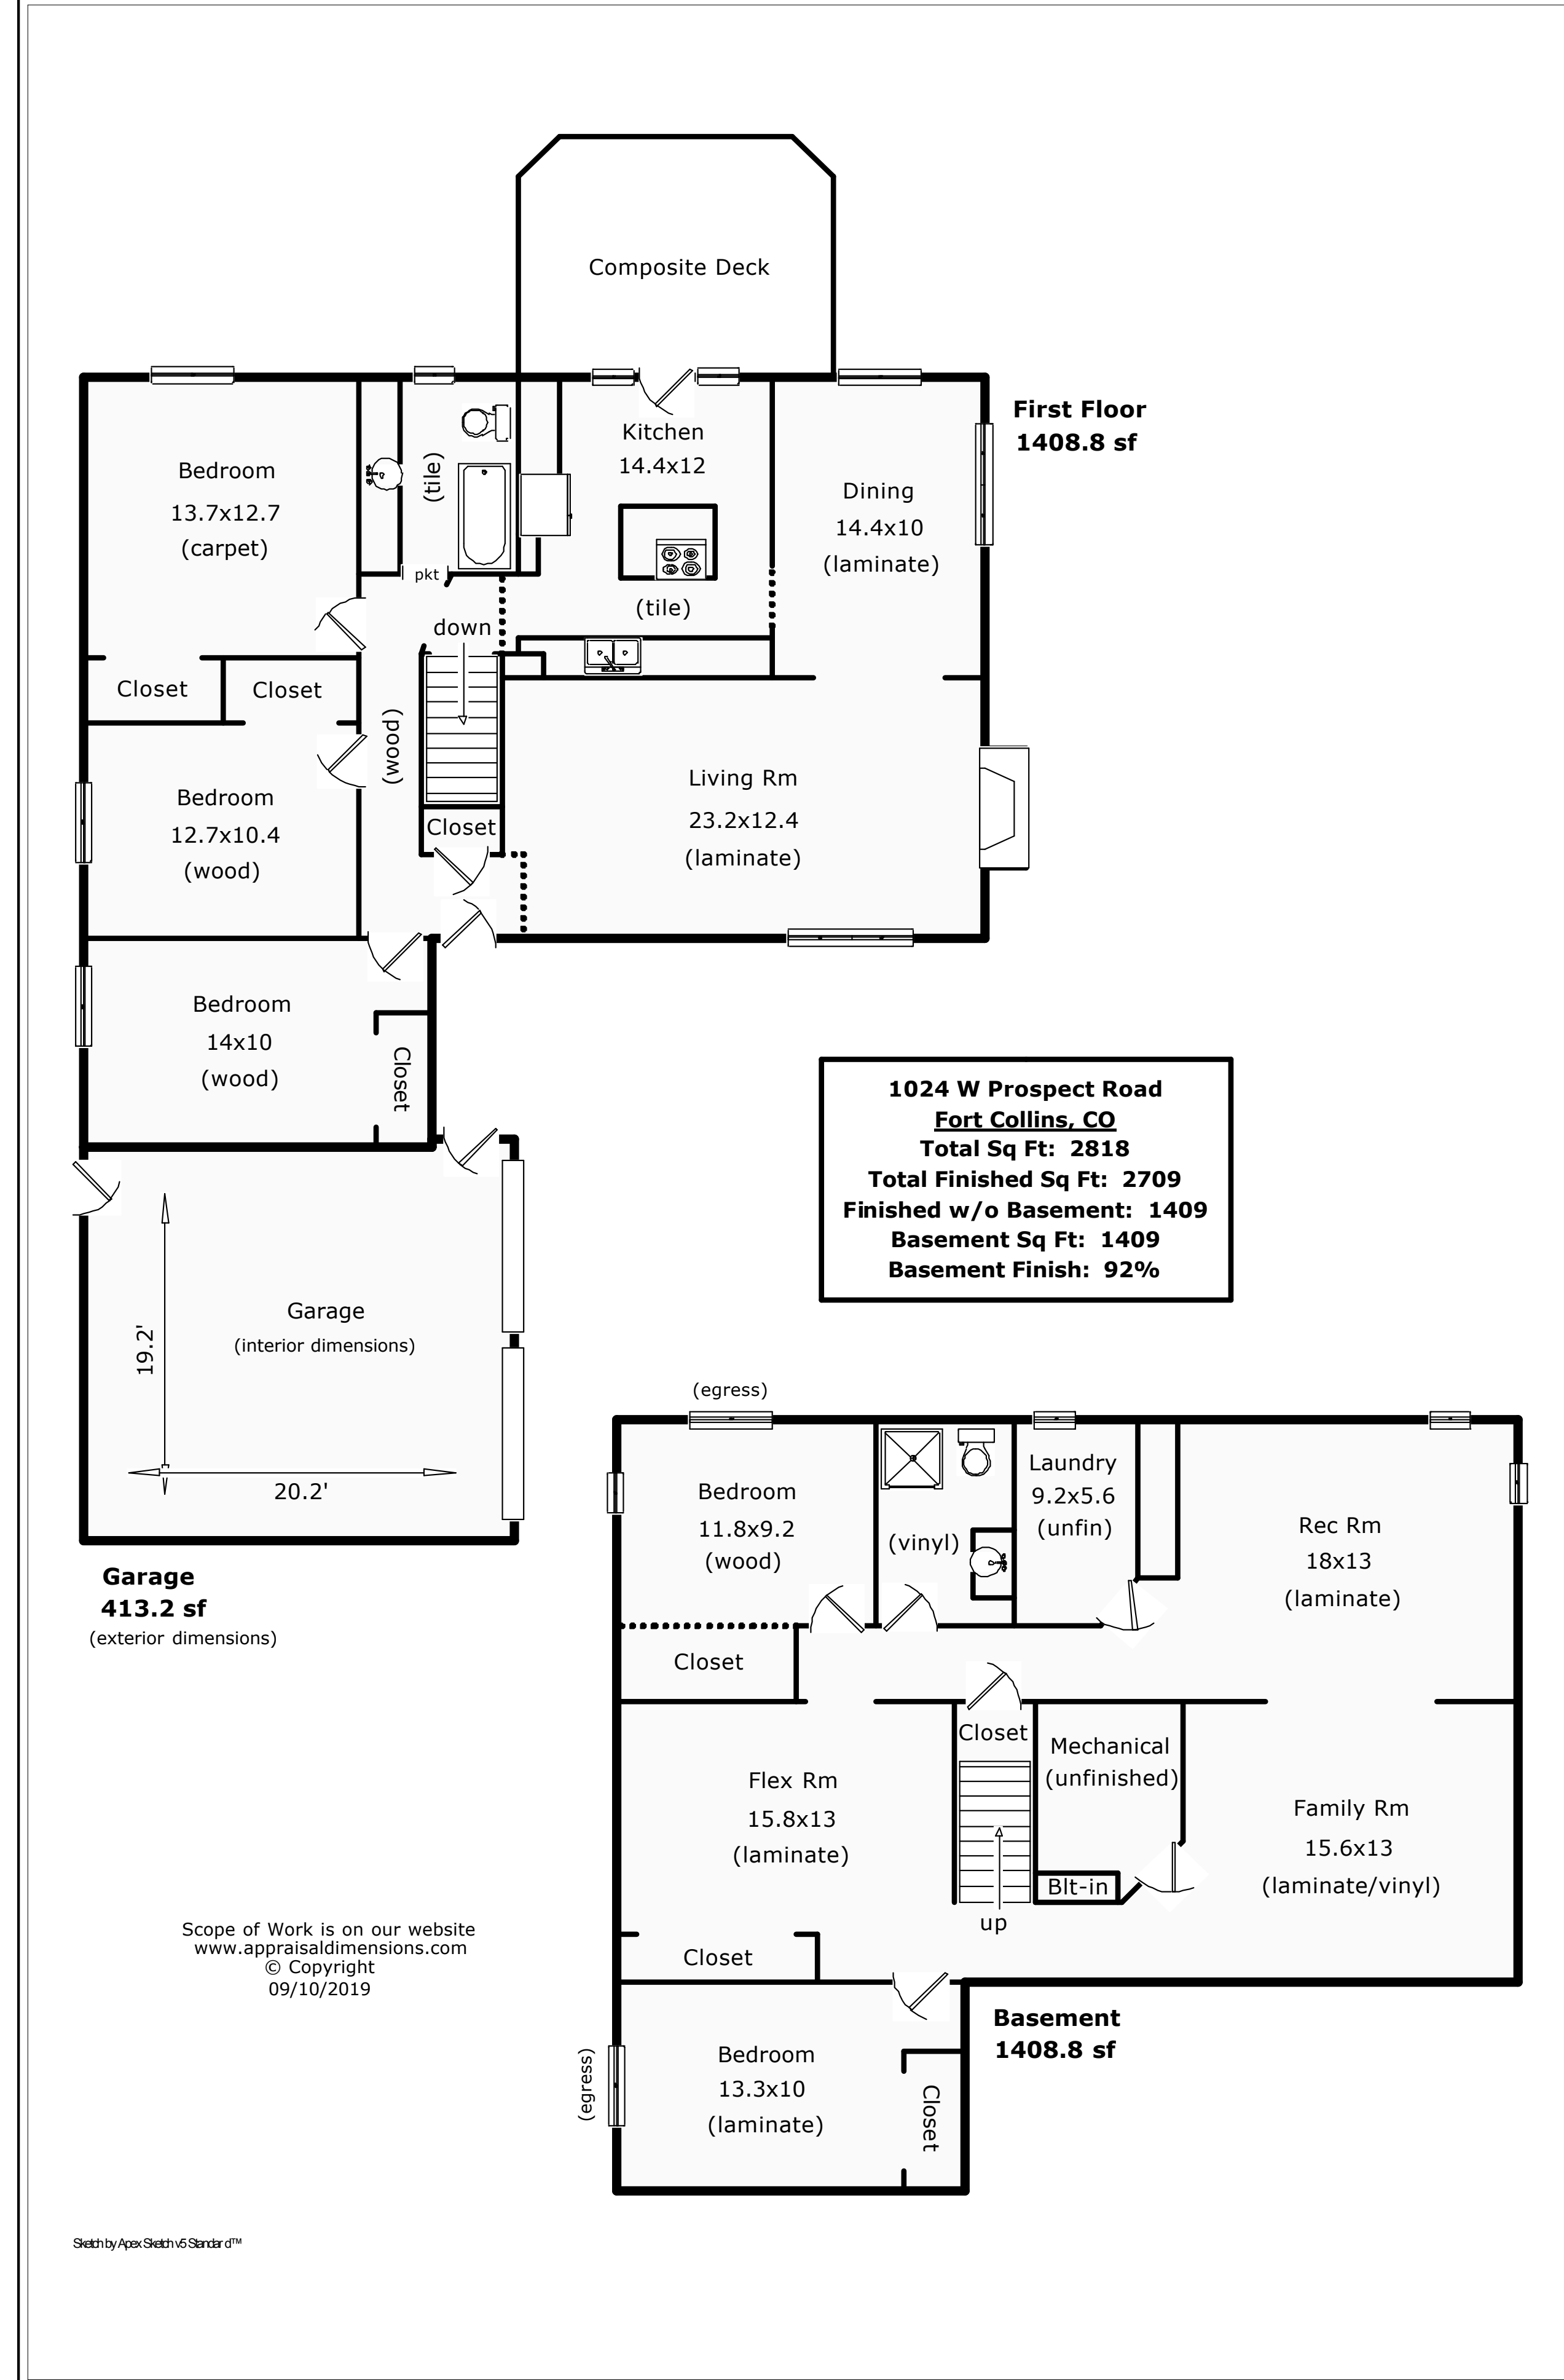 Composite Deck
First Floor
1408.8 sf
Bedroom
13.7x12.7
(carpet)
(tile)
pkt
Kitchen
14.4x12
(tile)
Dining
14.4x10
(laminate)
down
Closet
Closet
(wood)
Bedroom
12.7x10.4
(wood)
Closet
Living Rm
23.2x12.4
(laminate)
Bedroom
14x10
(wood)
Closet
1024 W Prospect Road
Fort Collins, CO
Total Sq Ft: 2818
Total Finished Sq Ft: 2709
Finished w/o Basement: 1409
Basement Sq Ft: 1409
Basement Finish: 92%
Garage
(interior dimensions)
19.2'
20.2'
Garage
413.2 sf
(exterior dimensions)
(egress)
Bedroom
11.8x9.2
(wood)
(vinyl)
Laundry
9.2x5.6
(unfin)
Rec Rm
18x13
(laminate)
Closet
Closet
Mechanical
(unfinished)
Flex Rm
15.8x13
(laminate)
Family Rm
15.6x13
(laminate/vinyl)
Blt-in
up
Closet
Basement
1408.8 sf
(egress)
Bedroom
13.3x10
(laminate)
Closet
Scope of Work is on our website
www.appraisaldimensions.com
© Copyright
09/10/2019
Sketch by Apex Sketch v5 Standard™